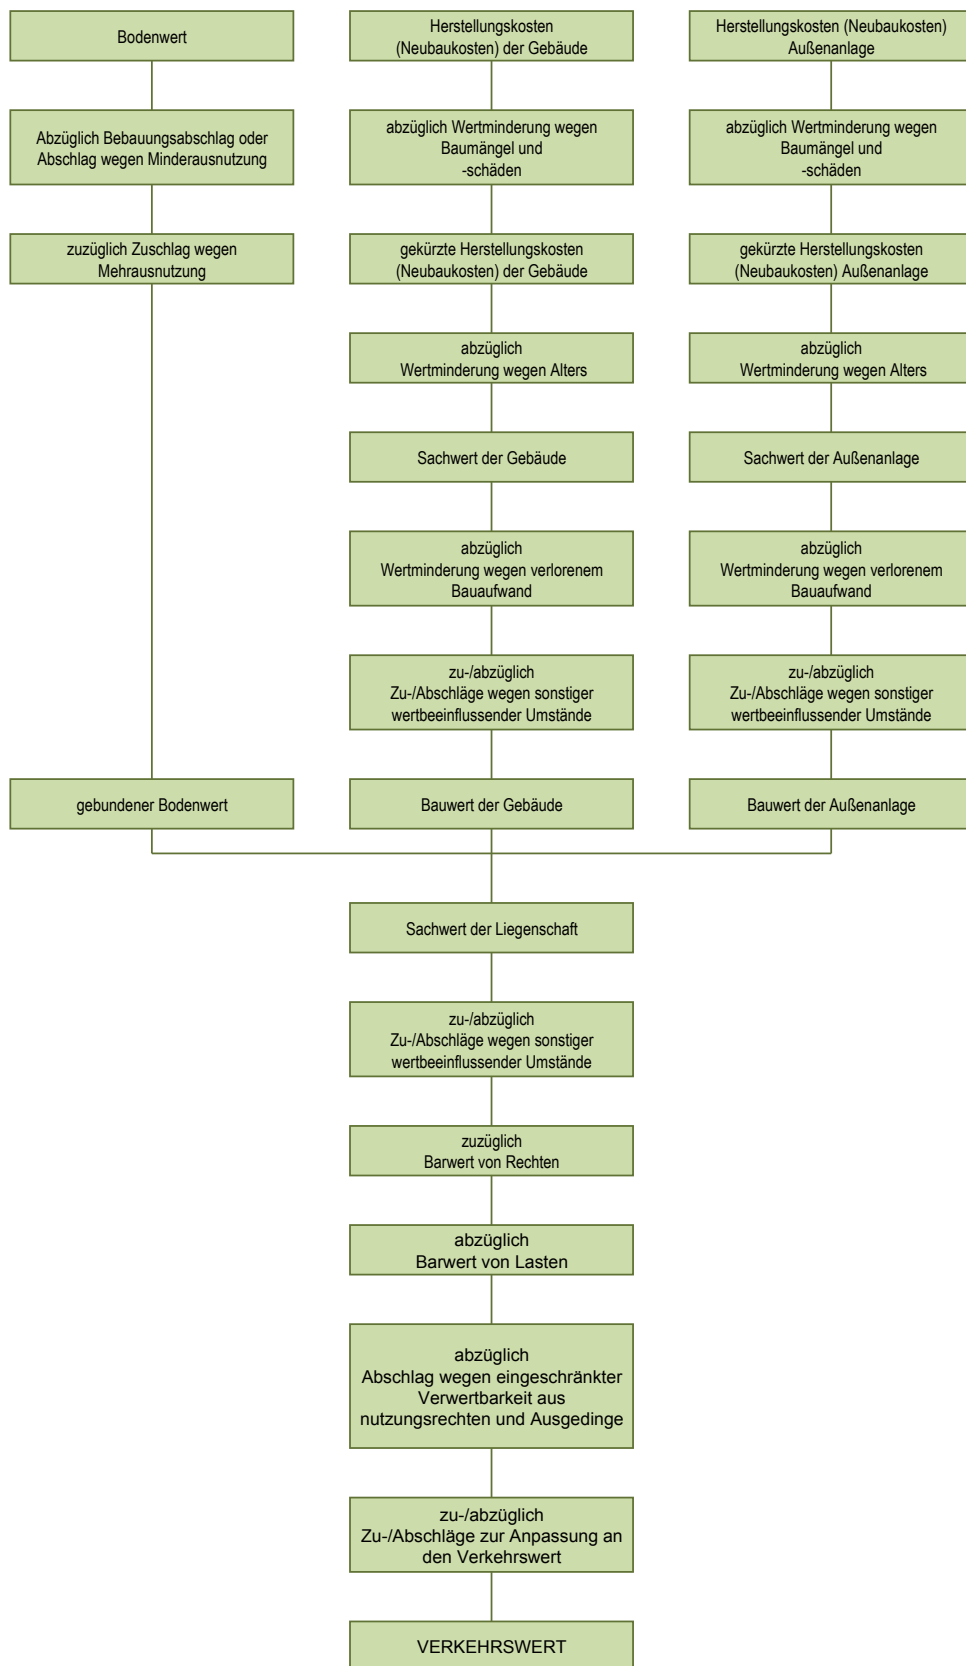 Bodenwert
Abzüglich Bebauungsabschlag oder
Abschlag wegen Minderausnutzung
zuzüglich Zuschlag wegen
Mehrausnutzung
gebundener Bodenwert
Herstellungskosten
(Neubaukosten) der Gebäude
abzüglich Wertminderung wegen
Baumängel und
-schäden
gekürzte Herstellungskosten
(Neubaukosten) der Gebäude
abzüglich
Wertminderung wegen Alters
Sachwert der Gebäude
abzüglich
Wertminderung wegen verlorenem
Bauaufwand
zu-/abzüglich
Zu-/Abschläge wegen sonstiger
wertbeeinflussender Umstände
Bauwert der Gebäude
Herstellungskosten (Neubaukosten)
Außenanlage
abzüglich Wertminderung wegen
Baumängel und
-schäden
gekürzte Herstellungskosten
(Neubaukosten) Außenanlage
abzüglich
Wertminderung wegen Alters
Sachwert der Außenanlage
abzüglich
Wertminderung wegen verlorenem
Bauaufwand
zu-/abzüglich
Zu-/Abschläge wegen sonstiger
wertbeeinflussender Umstände
Bauwert der Außenanlage
Sachwert der Liegenschaft
zu-/abzüglich
Zu-/Abschläge wegen sonstiger
wertbeeinflussender Umstände
zuzüglich
Barwert von Rechten
abzüglich
Barwert von Lasten
abzüglich
Abschlag wegen eingeschränkter
Verwertbarkeit aus
nutzungsrechten und Ausgedinge
zu-/abzüglich
Zu-/Abschläge zur Anpassung an
den Verkehrswert
VERKEHRSWERT